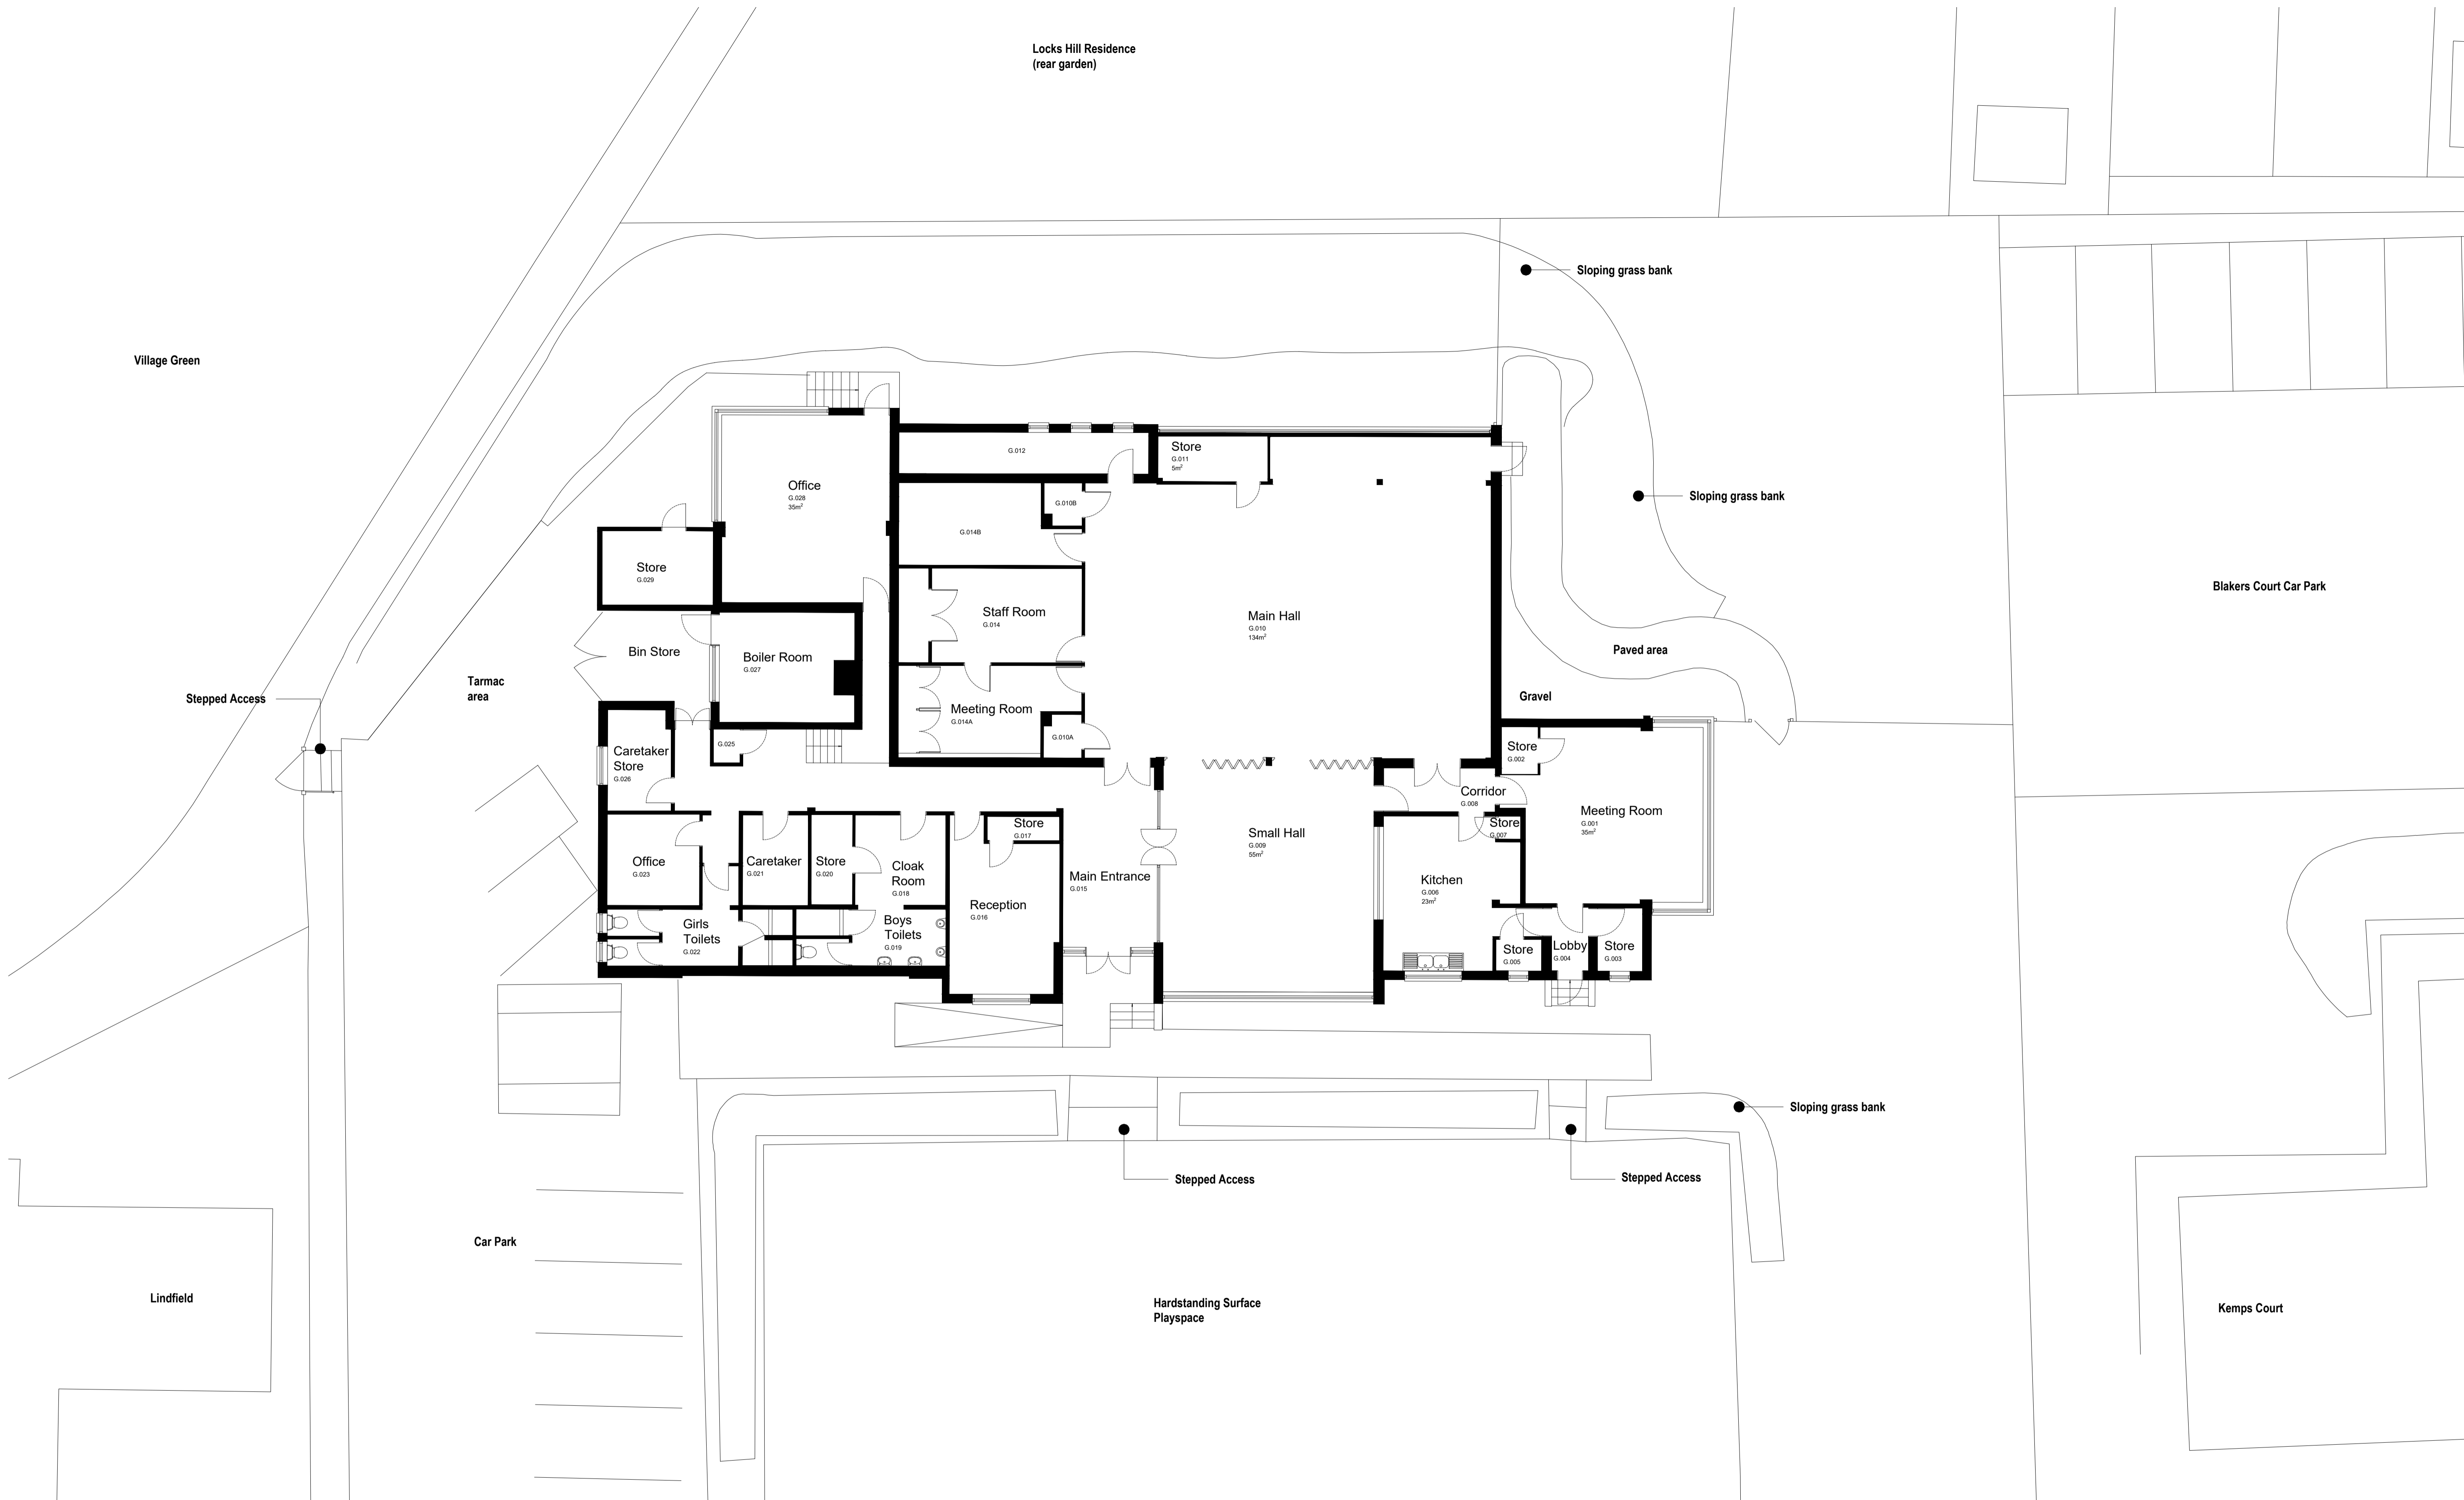 Locks Hill Residence
(rear garden)
Sloping grass bank
Village Green
Store
G.011
5m²
G.012
Office
G.028
35m²
Sloping grass bank
G.010B
G.014B
Store
G.029
Blakers Court Car Park
Staff Room
G.014
Main Hall
G.010
134m²
Bin Store
Boiler Room
G.027
Paved area
Tarmac
area
Stepped Access
Gravel
Meeting Room
G.014A
G.010A
G.025
Caretaker
Store
G.026
Store
G.002
Corridor
G.008
Meeting Room
G.001
35m²
Store
G.017
Store
G.007
Small Hall
G.009
55m²
Office
G.023
Caretaker
G.021
Store
G.020
Cloak
Room
G.018
Main Entrance
G.015
Kitchen
G.006
23m²
Reception
G.016
Girls
Toilets
G.022
Boys
Toilets
G.019
Store
G.005
Lobby
G.004
Store
G.003
Sloping grass bank
Stepped Access
Stepped Access
Car Park
Lindfield
Hardstanding Surface
Playspace
Kemps Court